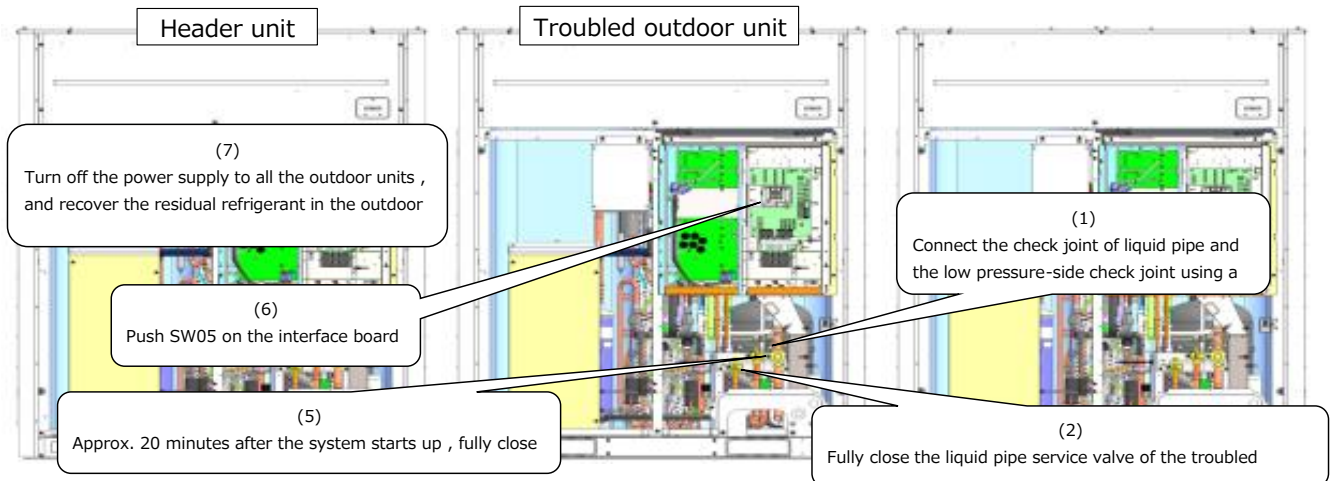 Header unit
Troubled outdoor unit
(7)
Turn off the power supply to all the outdoor units ,
and recover the residual refrigerant in the outdoor
(1)
Connect the check joint of liquid pipe and
the low pressure-side check joint using a
(6)
Push SW05 on the interface board
(5)
Approx. 20 minutes after the system starts up , fully close
(2)
Fully close the liquid pipe service valve of the troubled